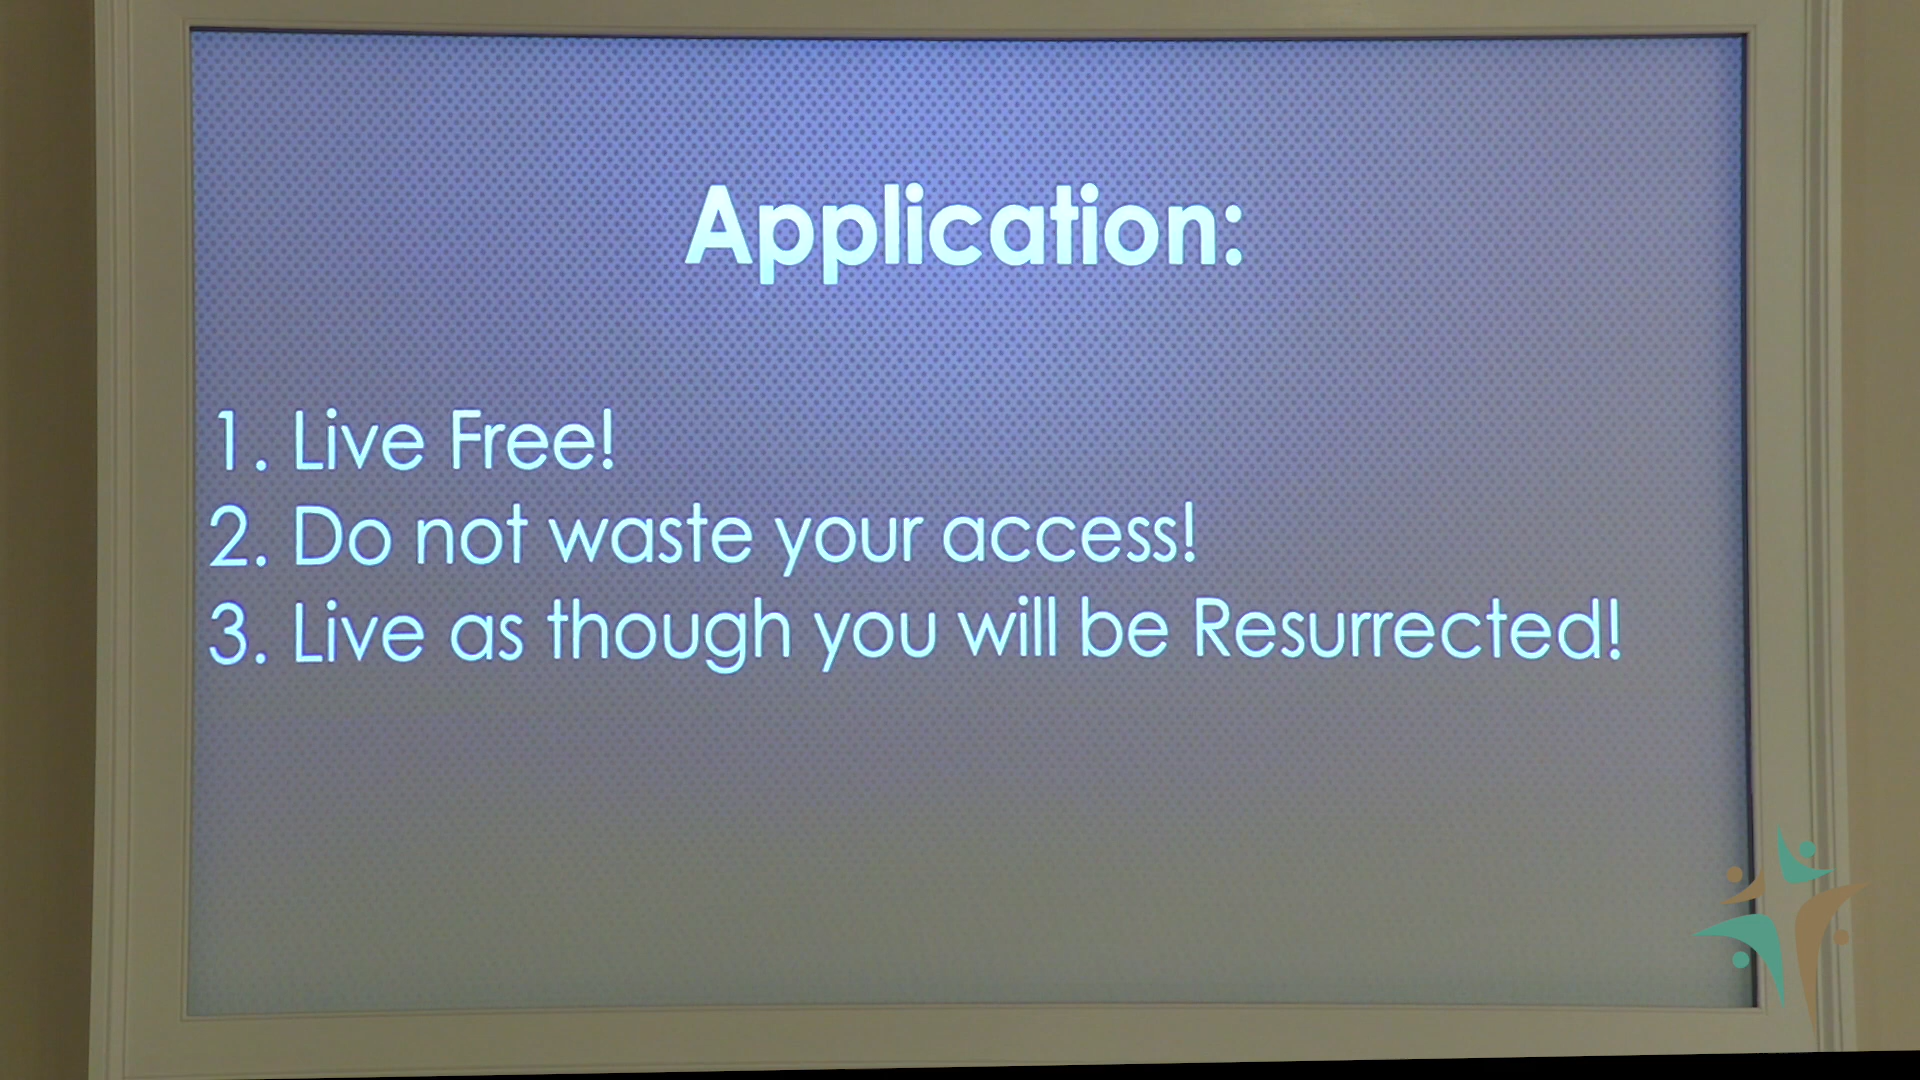 Application:
1. Live Free!
2. Do not waste your access!
3. Live as though you will be Resurrected!